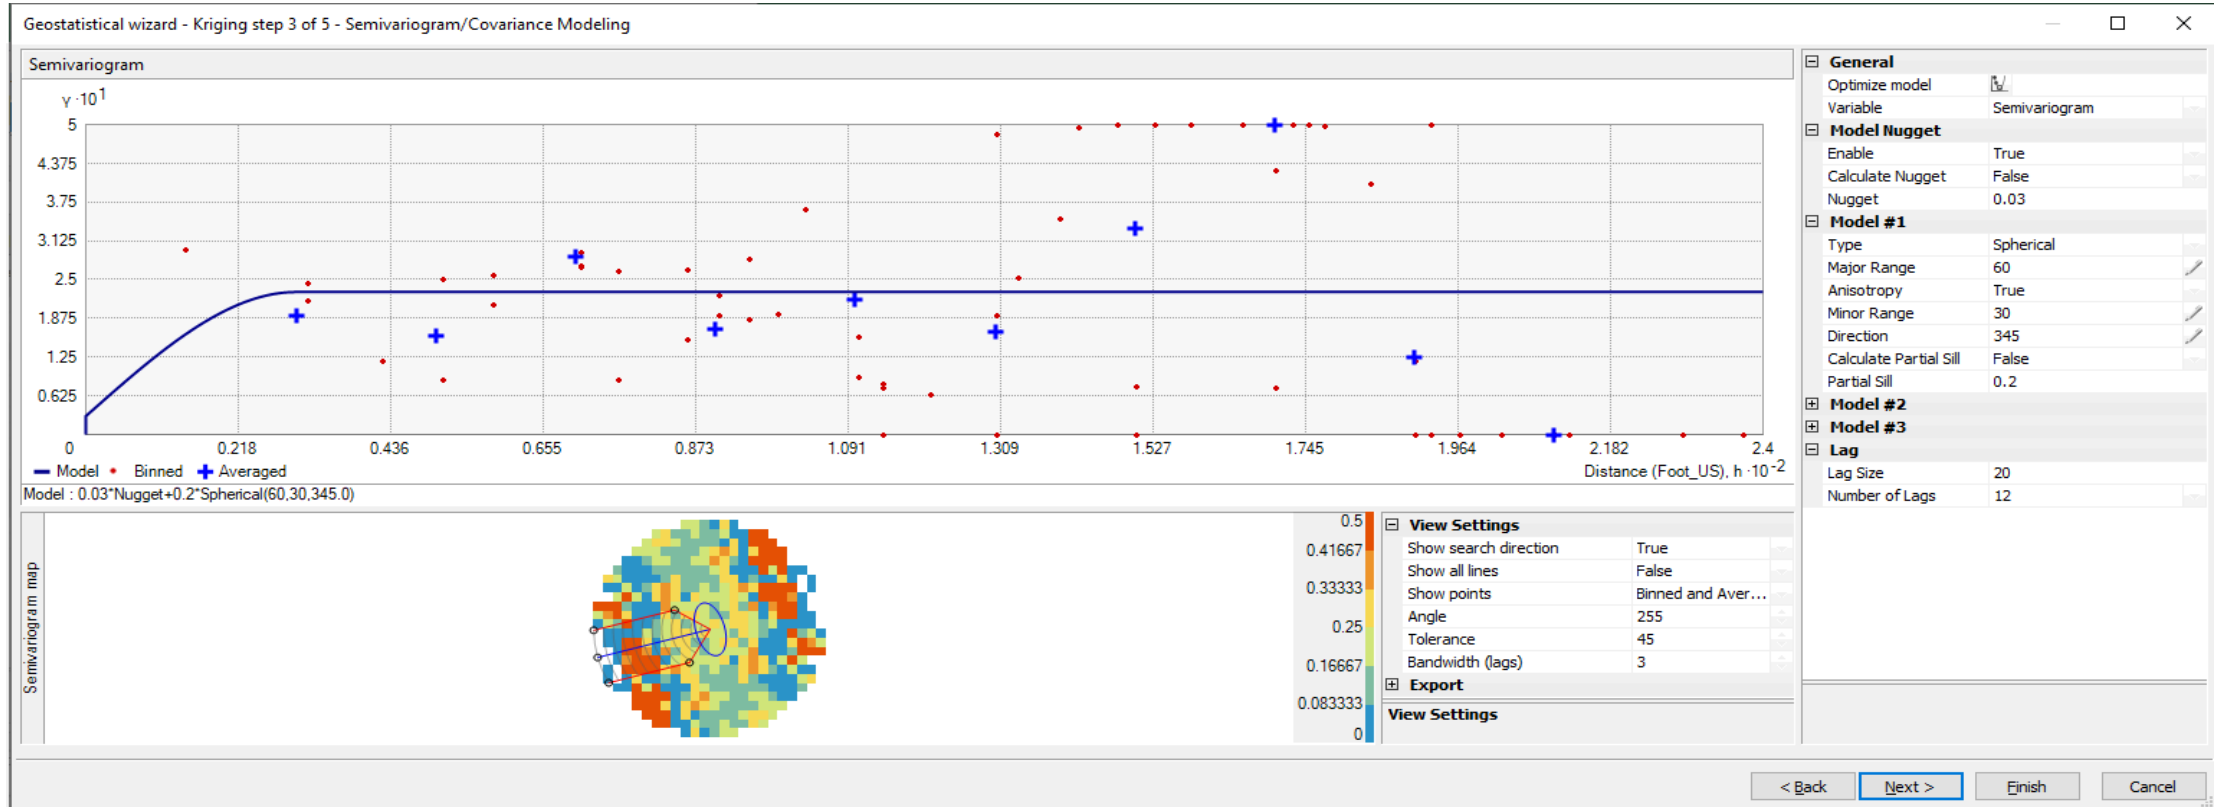 Geostatistical wizard - Kriging step 3 of 5 - Semivariogram/Covariance Modeling
Semivariogram
γ ·10 1
5
4.375
3.75
3.125
2.5
1.875
1.25
0.625
0 0.218 0.436 0.655 0.873 1.091 1.309 1.527 1.745 1.964 2.182 2.4
Model Binned Averaged
Distance (Foot_US), h ·10 -2
Model : 0.03*Nugget+0.2*Spherical(60,30,345.0)
Semivariogram map
0.5
0.41667
0.33333
0.25
0.16667
0.083333
0
View Settings
Show search direction True
Show all lines False
Show points Binned and Aver...
Angle 255
Tolerance 45
Bandwidth (lags) 3
Export
View Settings
General
Optimize model
Variable Semivariogram
Model Nugget
Enable True
Calculate Nugget False
Nugget 0.03
Model #1
Type Spherical
Major Range 60
Anisotropy True
Minor Range 30
Direction 345
Calculate Partial Sill False
Partial Sill 0.2
Model #2
Model #3
Lag
Lag Size 20
Number of Lags 12
< Back Next > Finish Cancel